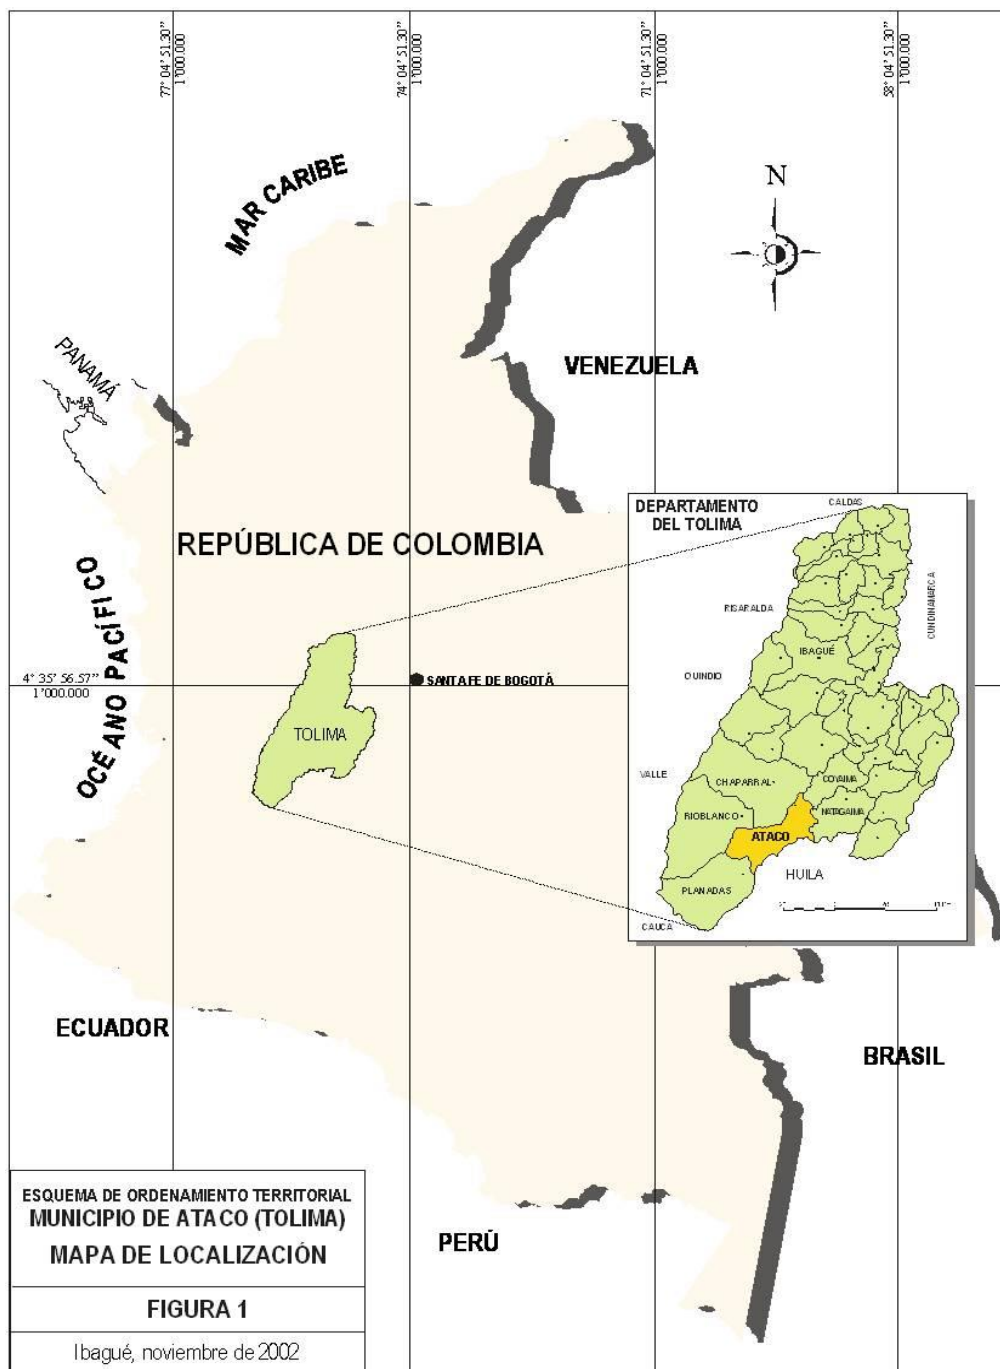 77° 04' 51.30"
1'000.000
74° 04' 51.30"
1'000.000
71° 04' 51.30"
1'000.000
58° 04' 51.30"
1'000.000
MAR CARIBE
N
PANAMÁ
VENEZUELA
DEPARTAMENTO
DEL TOLIMA
CALDAS
REPÚBLICA DE COLOMBIA
OCÉANO PACÍFICO
CUNDINAMARCA
RISARALDA
IBAGUÉ
QUINDIO
4° 35' 56.57"
1'000.000
SANTA FE DE BOGOTÁ
TOLIMA
VALLE
CHAPARRAL
COYAIMA
RIOBLANCO
NATAGAIMA
ATACO
HUILA
PLANADAS
CAUCA
ECUADOR
BRASIL
PERÚ
ESQUEMA DE ORDENAMIENTO TERRITORIAL
MUNICIPIO DE ATACO (TOLIMA)
MAPA DE LOCALIZACIÓN
FIGURA 1
Ibagué, noviembre de 2002